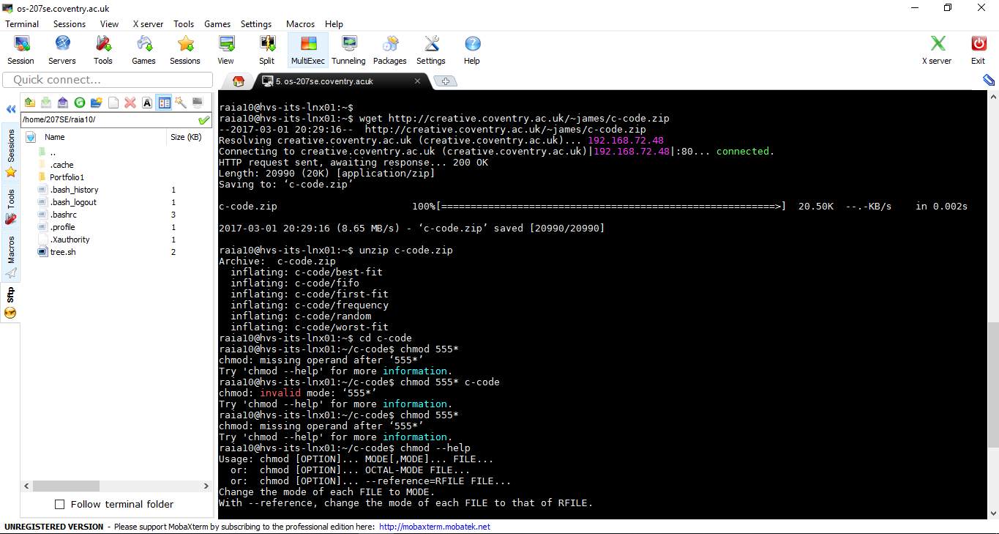 os-207se.coventry.ac.uk
Terminal Sessions View X server Tools Games Settings Macros Help
Session Servers Tools Games Sessions View Split MultiExec Tunneling Packages Settings Help X server Exit
Quick connect...
5. os-207se.coventry.ac.uk
/home/207SE/raia10/
Name Size (KB)
..
.cache
Portfolio1
.bash_history 1
.bash_logout 1
.bashrc 3
.profile 1
.Xauthority 1
tree.sh 2
Sessions
Tools
Macros
Sftp
Follow terminal folder
raia10@hvs-its-lnx01:~$
raia10@hvs-its-lnx01:~$ wget http://creative.coventry.ac.uk/~james/c-code.zip
--2017-03-01 20:29:16--  http://creative.coventry.ac.uk/~james/c-code.zip
Resolving creative.coventry.ac.uk (creative.coventry.ac.uk)... 192.168.72.48
Connecting to creative.coventry.ac.uk (creative.coventry.ac.uk)|192.168.72.48|:80... connected.
HTTP request sent, awaiting response... 200 OK
Length: 20990 (20K) [application/zip]
Saving to: ‘c-code.zip’
c-code.zip 100%[=========================================================>] 20.50K --.-KB/s in 0.002s
2017-03-01 20:29:16 (8.65 MB/s) - ‘c-code.zip’ saved [20990/20990]
raia10@hvs-its-lnx01:~$ unzip c-code.zip
Archive:  c-code.zip
inflating: c-code/best-fit
inflating: c-code/fifo
inflating: c-code/first-fit
inflating: c-code/frequency
inflating: c-code/random
inflating: c-code/worst-fit
raia10@hvs-its-lnx01:~$ cd c-code
raia10@hvs-its-lnx01:~/c-code$ chmod 555*
chmod: missing operand after ‘555*’
Try 'chmod --help' for more information.
raia10@hvs-its-lnx01:~/c-code$ chmod 555* c-code
chmod: invalid mode: ‘555*’
Try 'chmod --help' for more information.
raia10@hvs-its-lnx01:~/c-code$ chmod 555*
chmod: missing operand after ‘555*’
Try 'chmod --help' for more information.
raia10@hvs-its-lnx01:~/c-code$ chmod --help
Usage: chmod [OPTION]... MODE[,MODE]... FILE...
or:  chmod [OPTION]... OCTAL-MODE FILE...
or:  chmod [OPTION]... --reference=RFILE FILE...
Change the mode of each FILE to MODE.
With --reference, change the mode of each FILE to that of RFILE.
UNREGISTERED VERSION - Please support MobaXterm by subscribing to the professional edition here: http://mobaxterm.mobatek.net